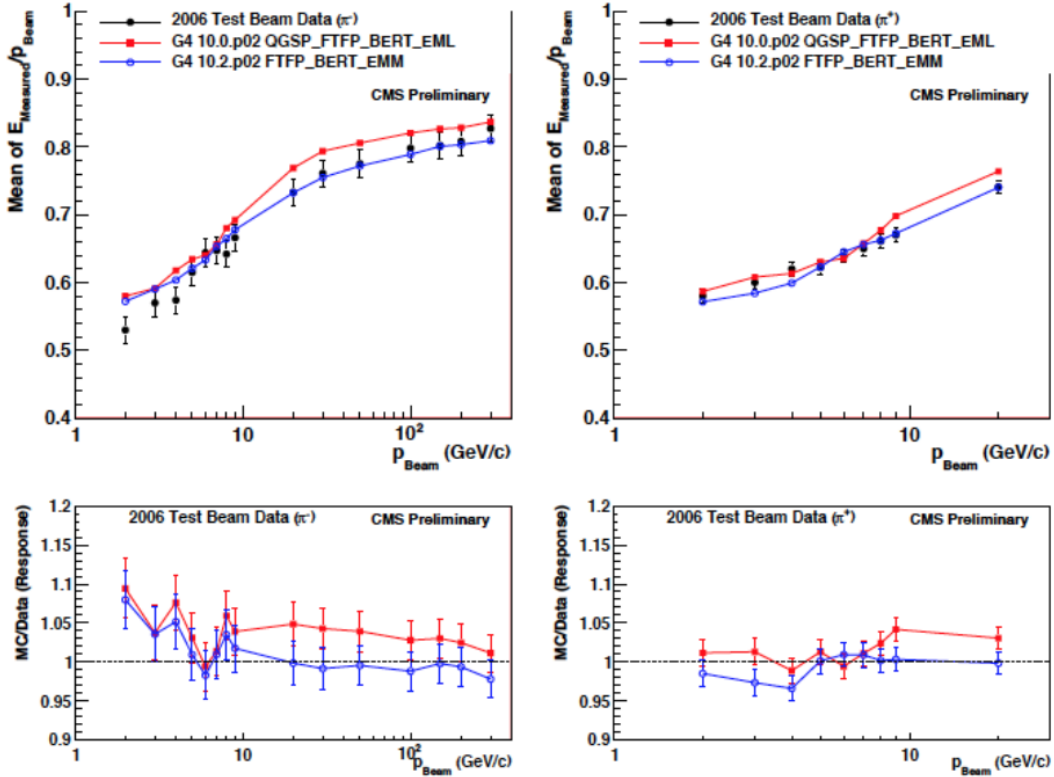 2006 Test Beam Data (π⁻)
G4 10.0.p02 QGSP_FTFP_BERT_EML
G4 10.2.p02 FTFP_BERT_EMM
CMS Preliminary
Mean of E_Measured/p_Beam
1
0.9
0.8
0.7
0.6
0.5
0.4
1 10 10²
p_Beam (GeV/c)
2006 Test Beam Data (π⁺)
G4 10.0.p02 QGSP_FTFP_BERT_EML
G4 10.2.p02 FTFP_BERT_EMM
CMS Preliminary
Mean of E_Measured/p_Beam
1
0.9
0.8
0.7
0.6
0.5
0.4
1 10
p_Beam (GeV/c)
2006 Test Beam Data (π⁻) CMS Preliminary
MC/Data (Response)
1.2
1.15
1.1
1.05
1
0.95
0.9
1 10 10²
p_Beam (GeV/c)
2006 Test Beam Data (π⁺) CMS Preliminary
MC/Data (Response)
1.2
1.15
1.1
1.05
1
0.95
0.9
1 10
p_Beam (GeV/c)